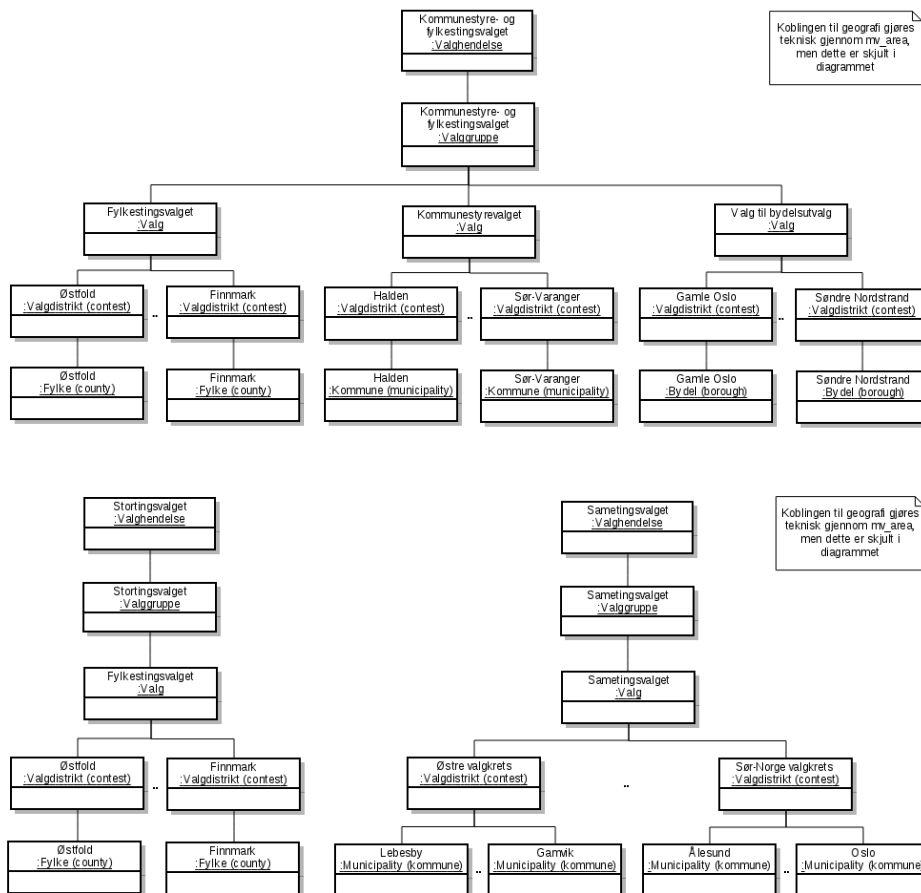 Kommunestyre- og
fylkestingsvalget
:Valghendelse
Koblingen til geografi gjøres
teknisk gjennom mv_area,
men dette er skjult i
diagrammet
Kommunestyre- og
fylkestingsvalget
:Valggruppe
Fylkestingsvalget
:Valg
Kommunestyrevalget
:Valg
Valg til bydelsutvalg
:Valg
Østfold
:Valgdistrikt (contest)
..
Finnmark
:Valgdistrikt (contest)
Halden
:Valgdistrikt (contest)
..
Sør-Varanger
:Valgdistrikt (contest)
Gamle Oslo
:Valgdistrikt (contest)
..
Søndre Nordstrand
:Valgdistrikt (contest)
Østfold
:Fylke (county)
Finnmark
:Fylke (county)
Halden
:Kommune (municipality)
Sør-Varanger
:Kommune (municipality)
Gamle Oslo
:Bydel (borough)
Søndre Nordstrand
:Bydel (borough)
Stortingsvalget
:Valghendelse
Sametingsvalget
:Valghendelse
Koblingen til geografi gjøres
teknisk gjennom mv_area,
men dette er skjult i
diagrammet
Stortingsvalget
:Valggruppe
Sametingsvalget
:Valggruppe
Fylkestingsvalget
:Valg
Sametingsvalget
:Valg
Østfold
:Valgdistrikt (contest)
..
Finnmark
:Valgdistrikt (contest)
Østre valgkrets
:Valgdistrikt (contest)
..
Sør-Norge valgkrets
:Valgdistrikt (contest)
Østfold
:Fylke (county)
Finnmark
:Fylke (county)
Lebesby
:Municipality (kommune)
..
Gamvik
:Municipality (kommune)
Ålesund
:Municipality (kommune)
..
Oslo
:Municipality (kommune)